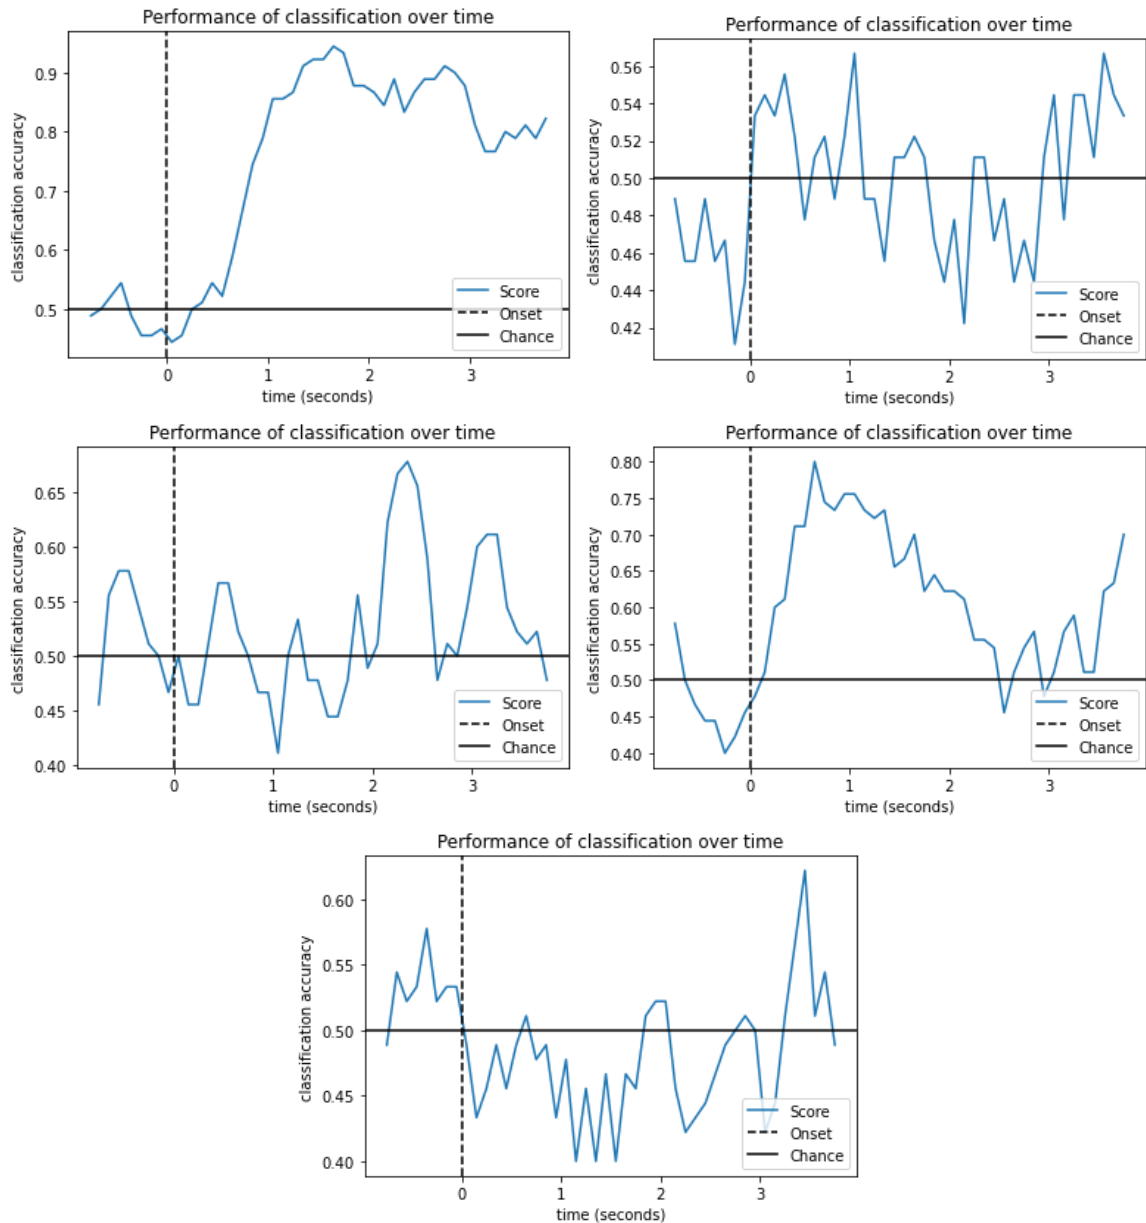 Performance of classification over time
0.9
0.8
0.7
0.6
0.5
classification accuracy
Score
Onset
Chance
0 1 2 3
time (seconds)
Performance of classification over time
0.56
0.54
0.52
0.50
0.48
0.46
0.44
0.42
classification accuracy
Score
Onset
Chance
0 1 2 3
time (seconds)
Performance of classification over time
0.65
0.60
0.55
0.50
0.45
0.40
classification accuracy
Score
Onset
Chance
0 1 2 3
time (seconds)
Performance of classification over time
0.80
0.75
0.70
0.65
0.60
0.55
0.50
0.45
0.40
classification accuracy
Score
Onset
Chance
0 1 2 3
time (seconds)
Performance of classification over time
0.60
0.55
0.50
0.45
0.40
classification accuracy
Score
Onset
Chance
0 1 2 3
time (seconds)